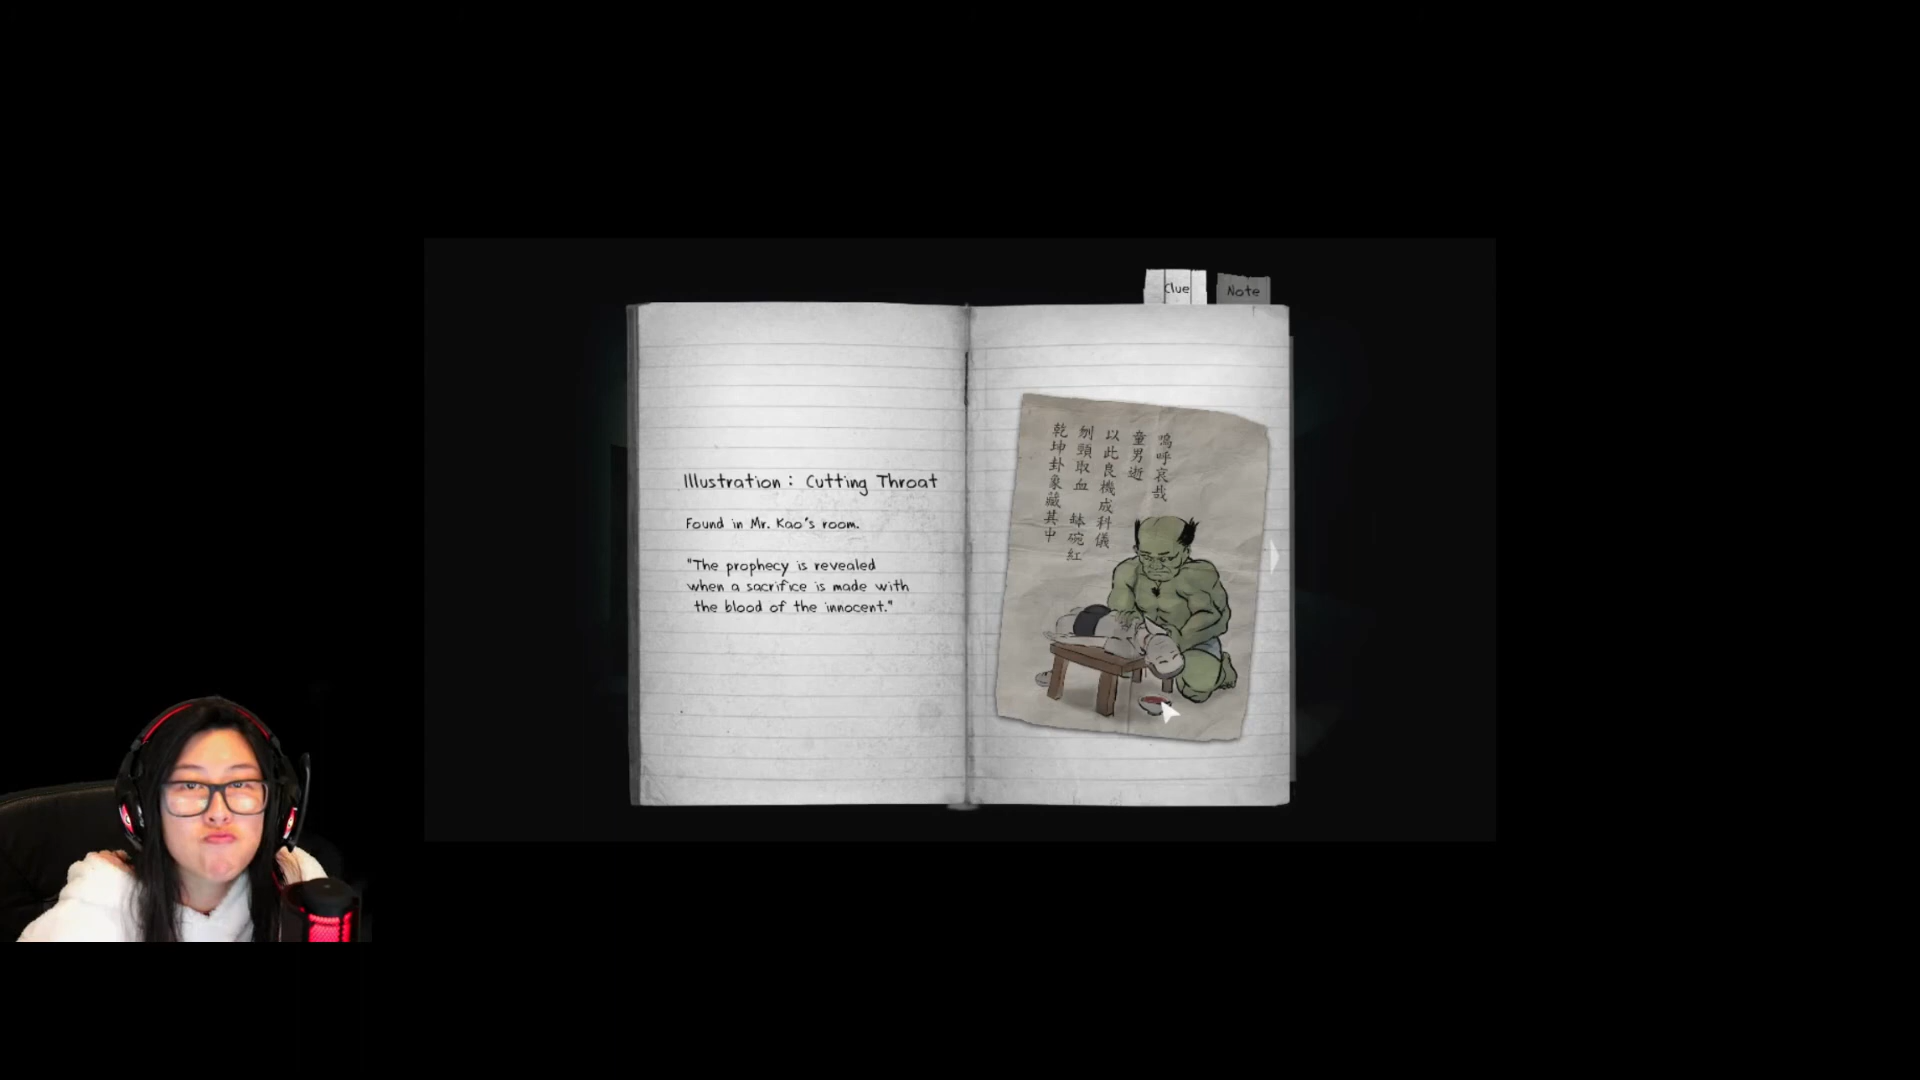 Clue
Note
Illustration : Cutting Throat
Found in Mr. Kao's room.
"The prophecy is revealed
when a sacrifice is made with
the blood of the innocent."
嗚呼哀哉
童男逝
以此良機成科儀
刎頸取血 缽碗紅
乾坤卦象藏其中